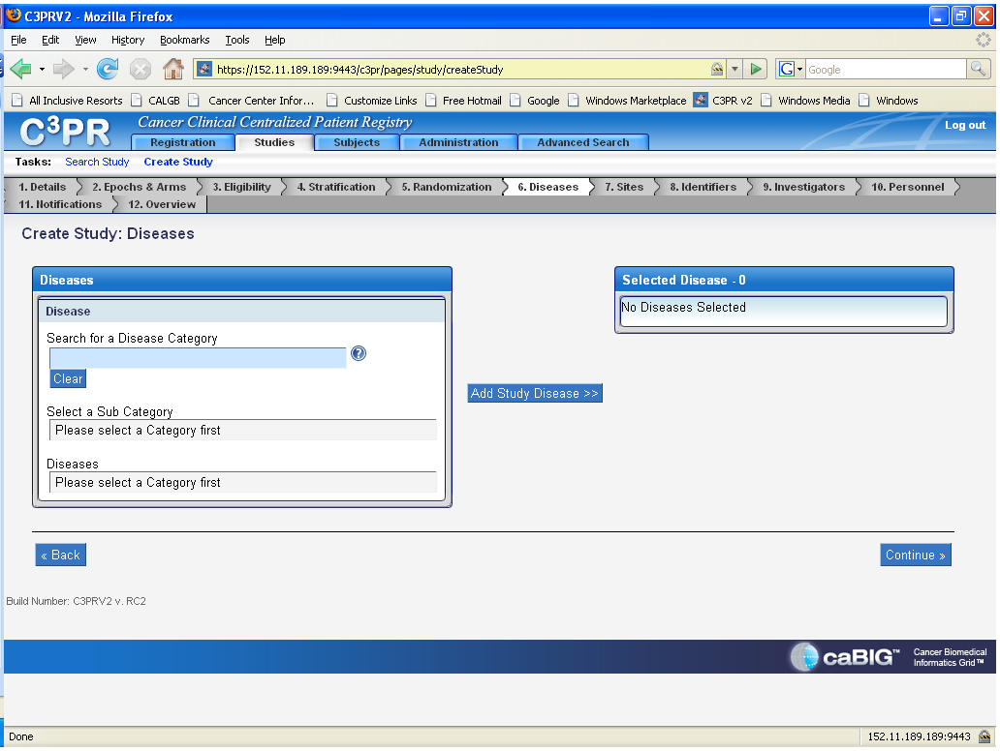 C3PRV2 - Mozilla Firefox
File Edit View History Bookmarks Tools Help
https://152.11.189.189:9443/c3pr/pages/study/createStudy
G Google
All Inclusive Resorts CALGB Cancer Center Infor... Customize Links Free Hotmail Google Windows Marketplace C3PR v2 Windows Media Windows
C3PR Cancer Clinical Centralized Patient Registry
Log out
Registration Studies Subjects Administration Advanced Search
Tasks: Search Study Create Study
1. Details 2. Epochs & Arms 3. Eligibility 4. Stratification 5. Randomization 6. Diseases 7. Sites 8. Identifiers 9. Investigators 10. Personnel
11. Notifications 12. Overview
Create Study: Diseases
Diseases
Disease
Search for a Disease Category
?
Clear
Select a Sub Category
Please select a Category first
Diseases
Please select a Category first
Add Study Disease >>
Selected Disease - 0
No Diseases Selected
« Back
Continue »
Build Number: C3PRV2 v. RC2
caBIG™ Cancer Biomedical
Informatics Grid™
Done
152.11.189.189:9443